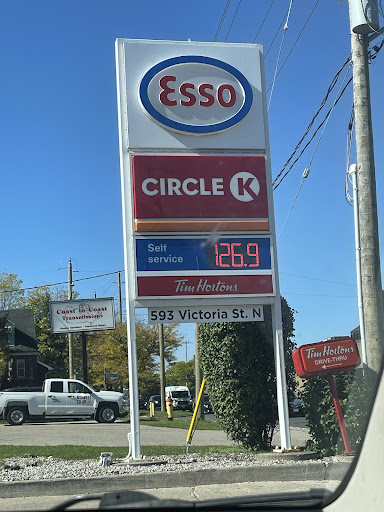 Esso
CIRCLE K
Self
service
126.9
Tim Hortons
593 Victoria St. N
Coast to Coast
Transmissions
Tim Hortons
DRIVE-THRU